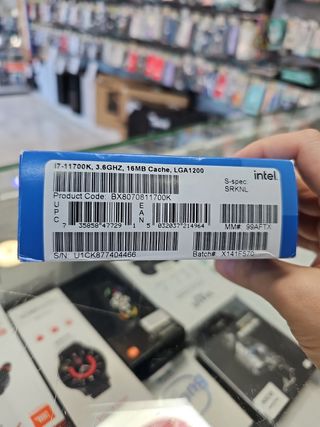 i7-11700K, 3.6GHZ, 16MB Cache, LGA1200
intel
S-spec:
SRKNL
Product Code: BX8070811700K
UPC
7 35858 47729 1
EAN
5 032037 214964
MM#: 99AFTX
S/N: U1CK877404466
Batch# X141F570
JBL